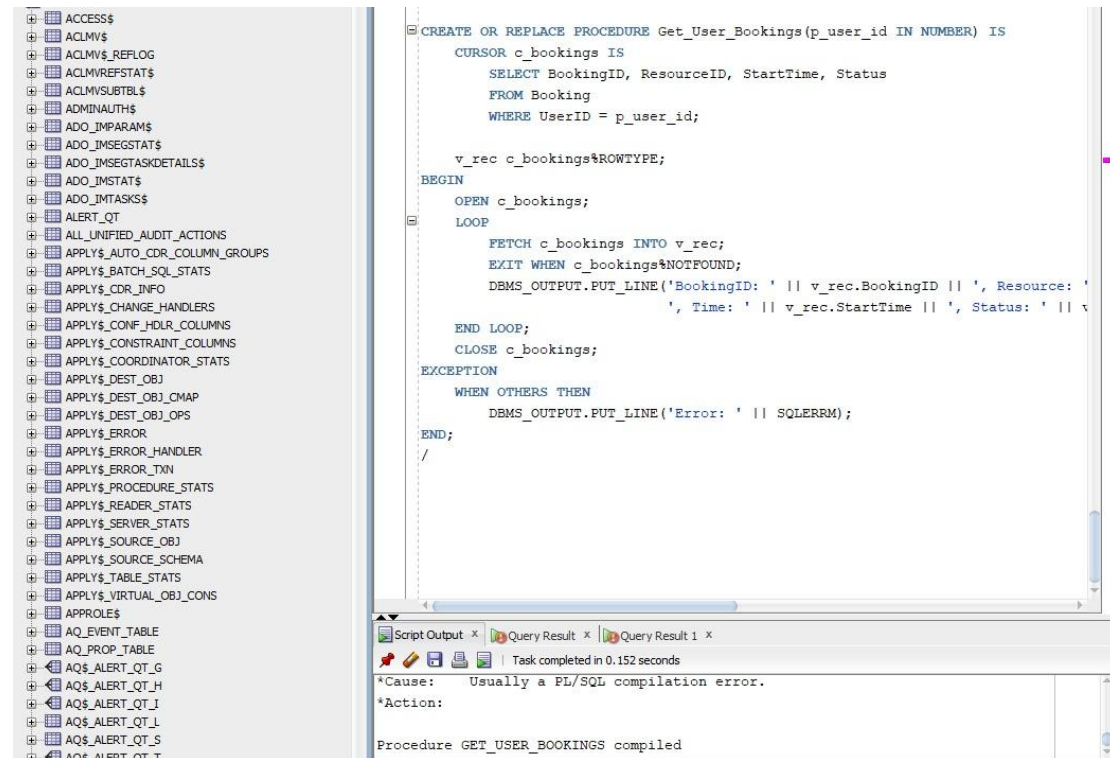 ACCESS$
ACLMV$
ACLMV$_REFLOG
ACLMVREFSTAT$
ACLMVSUBTBL$
ADMINAUTH$
ADO_IMPARAM$
ADO_IMSEGSTAT$
ADO_IMSEGTASKDETAILS$
ADO_IMSTAT$
ADO_IMTASKS$
ALERT_QT
ALL_UNIFIED_AUDIT_ACTIONS
APPLY$_AUTO_CDR_COLUMN_GROUPS
APPLY$_BATCH_SQL_STATS
APPLY$_CDR_INFO
APPLY$_CHANGE_HANDLERS
APPLY$_CONF_HDLR_COLUMNS
APPLY$_CONSTRAINT_COLUMNS
APPLY$_COORDINATOR_STATS
APPLY$_DEST_OBJ
APPLY$_DEST_OBJ_CMAP
APPLY$_DEST_OBJ_OPS
APPLY$_ERROR
APPLY$_ERROR_HANDLER
APPLY$_ERROR_TXN
APPLY$_PROCEDURE_STATS
APPLY$_READER_STATS
APPLY$_SERVER_STATS
APPLY$_SOURCE_OBJ
APPLY$_SOURCE_SCHEMA
APPLY$_TABLE_STATS
APPLY$_VIRTUAL_OBJ_CONS
APPROLE$
AQ_EVENT_TABLE
AQ_PROP_TABLE
AQ$_ALERT_QT_G
AQ$_ALERT_QT_H
AQ$_ALERT_QT_I
AQ$_ALERT_QT_L
AQ$_ALERT_QT_S
AQ$_ALERT_QT_T
CREATE OR REPLACE PROCEDURE Get_User_Bookings(p_user_id IN NUMBER) IS
CURSOR c_bookings IS
SELECT BookingID, ResourceID, StartTime, Status
FROM Booking
WHERE UserID = p_user_id;
v_rec c_bookings%ROWTYPE;
BEGIN
OPEN c_bookings;
LOOP
FETCH c_bookings INTO v_rec;
EXIT WHEN c_bookings%NOTFOUND;
DBMS_OUTPUT.PUT_LINE('BookingID: ' || v_rec.BookingID || ', Resource: '
', Time: ' || v_rec.StartTime || ', Status: ' ||
END LOOP;
CLOSE c_bookings;
EXCEPTION
WHEN OTHERS THEN
DBMS_OUTPUT.PUT_LINE('Error: ' || SQLERRM);
END;
/
Script Output x Query Result x Query Result 1 x
Task completed in 0.152 seconds
*Cause: Usually a PL/SQL compilation error.
*Action:
Procedure GET_USER_BOOKINGS compiled